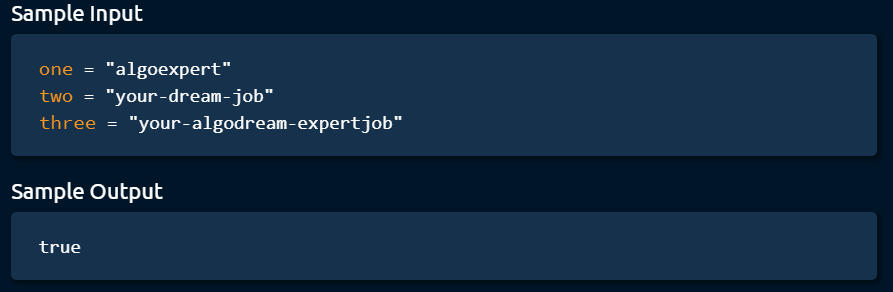 Sample Input
one = "algoexpert"
two = "your-dream-job"
three = "your-algodream-expertjob"
Sample Output
true